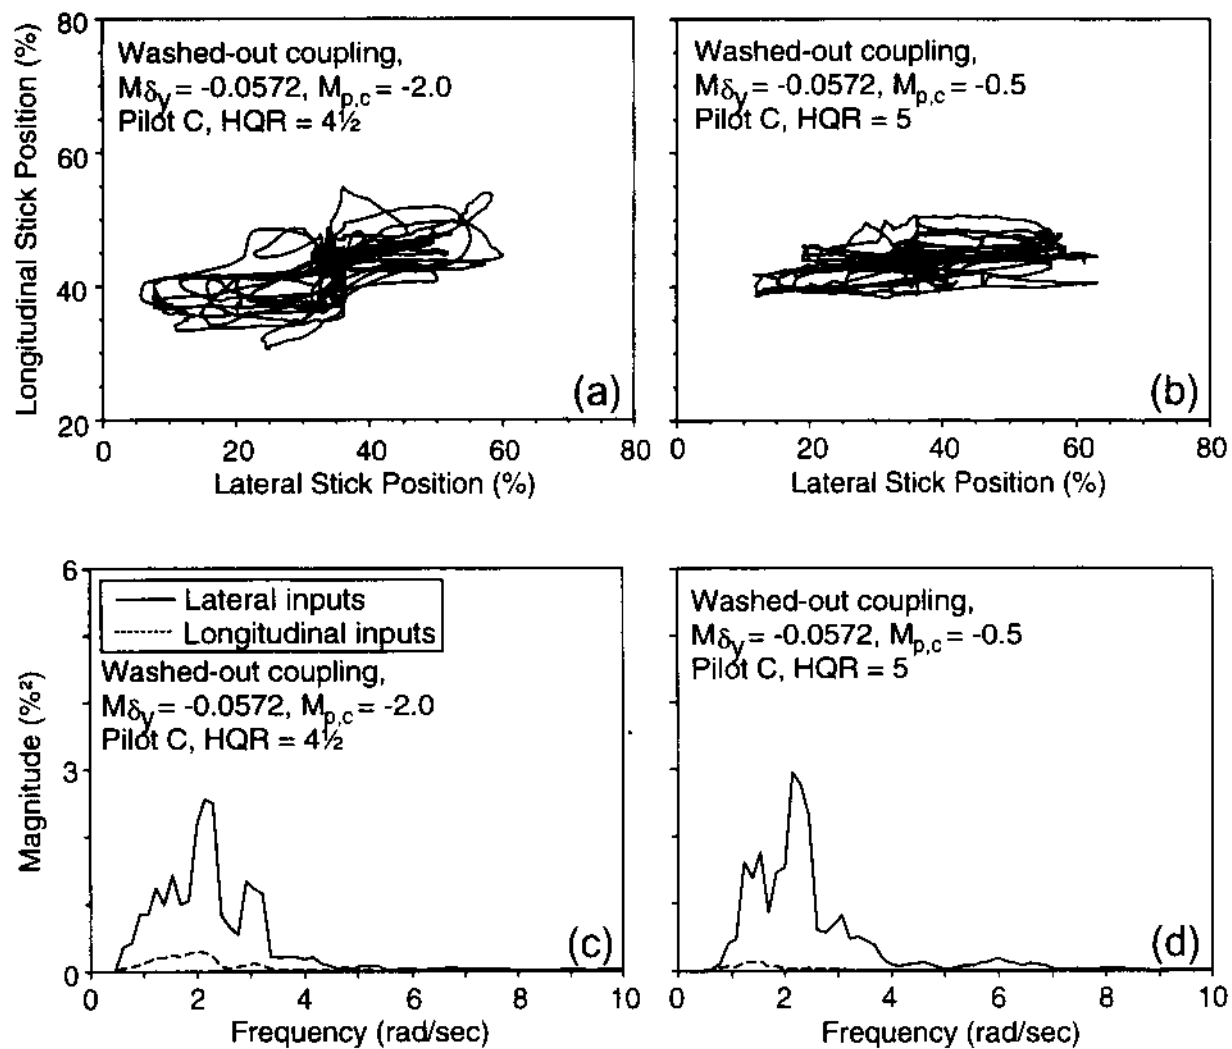 80
60
40
20
Longitudinal Stick Position (%)
Washed-out coupling,
Mδy = -0.0572, Mp,c = -2.0
Pilot C, HQR = 4½
(a)
0 20 40 60 80
Lateral Stick Position (%)
Washed-out coupling,
Mδy = -0.0572, Mp,c = -0.5
Pilot C, HQR = 5
(b)
20 40 60 80
Lateral Stick Position (%)
6
3
0
Magnitude (%²)
Lateral inputs
Longitudinal inputs
Washed-out coupling,
Mδy = -0.0572, Mp,c = -2.0
Pilot C, HQR = 4½
(c)
0 2 4 6 8 10
Frequency (rad/sec)
Washed-out coupling,
Mδy = -0.0572, Mp,c = -0.5
Pilot C, HQR = 5
(d)
0 2 4 6 8 10
Frequency (rad/sec)